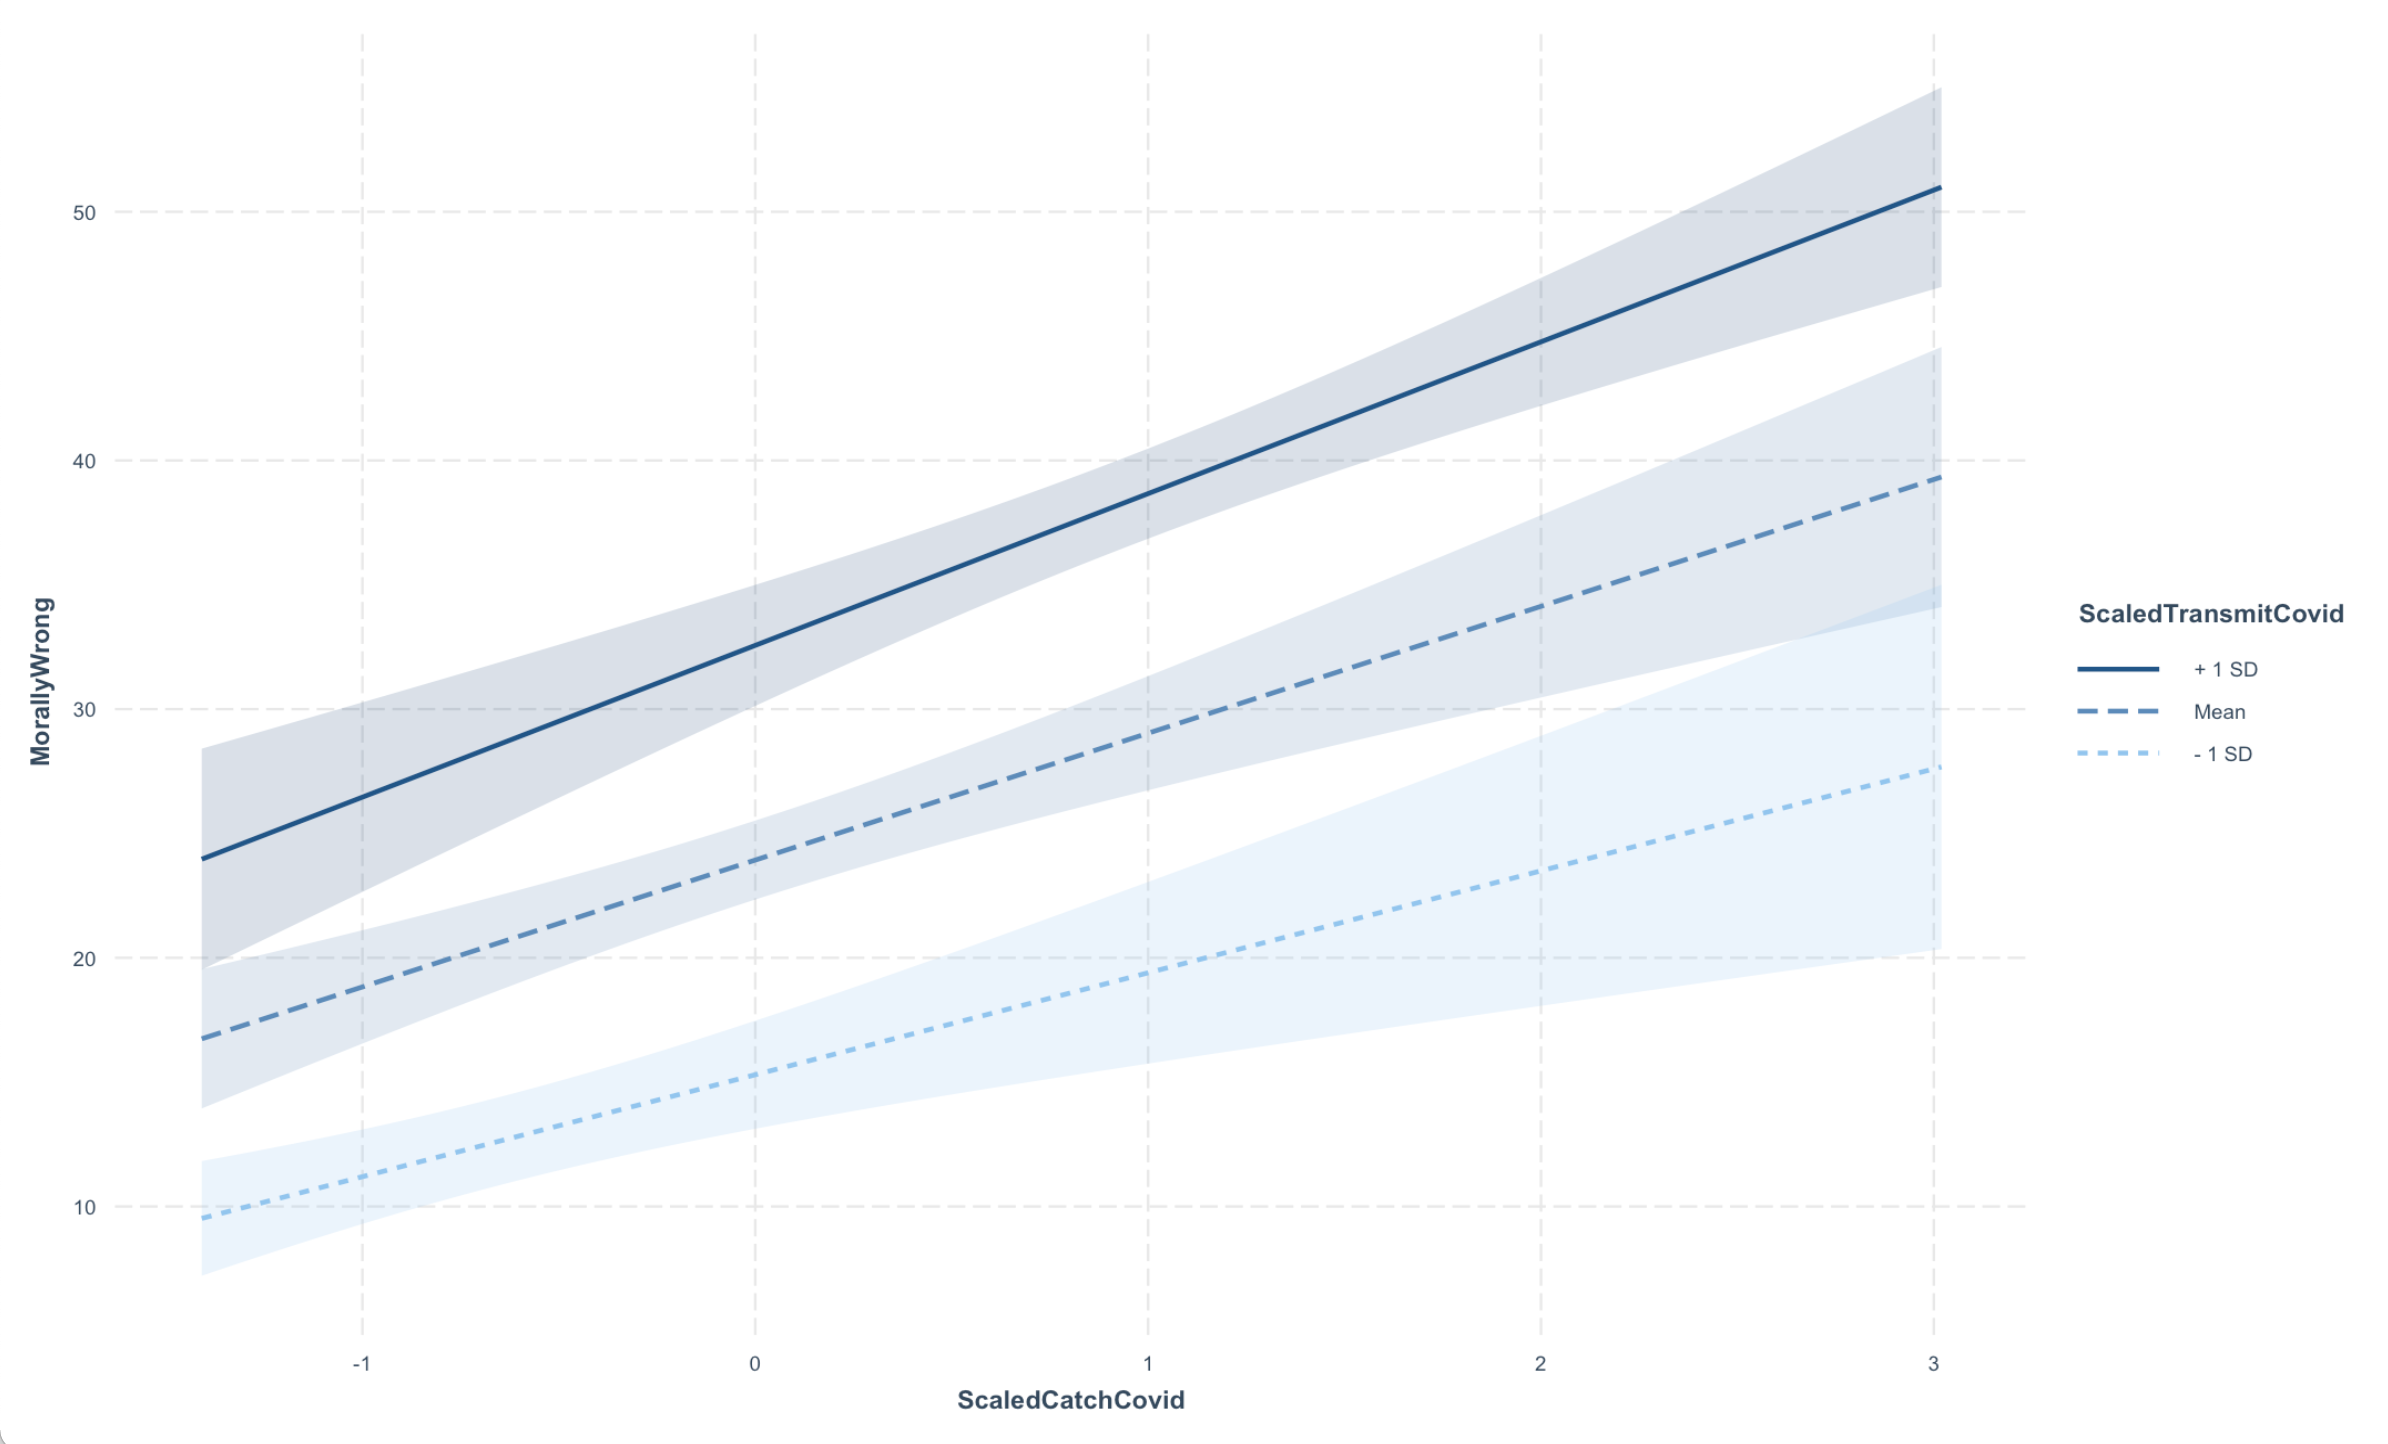 MorallyWrong
50
40
30
20
10
-1
0
1
2
3
ScaledCatchCovid
ScaledTransmitCovid
+ 1 SD
Mean
- 1 SD